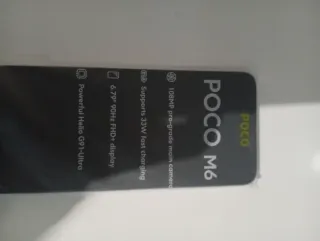 POCO
POCO M6
108MP pro-grade main camera
Supports 33W fast charging
6.79" 90Hz FHD+ display
Powerful Helio G91-Ultra